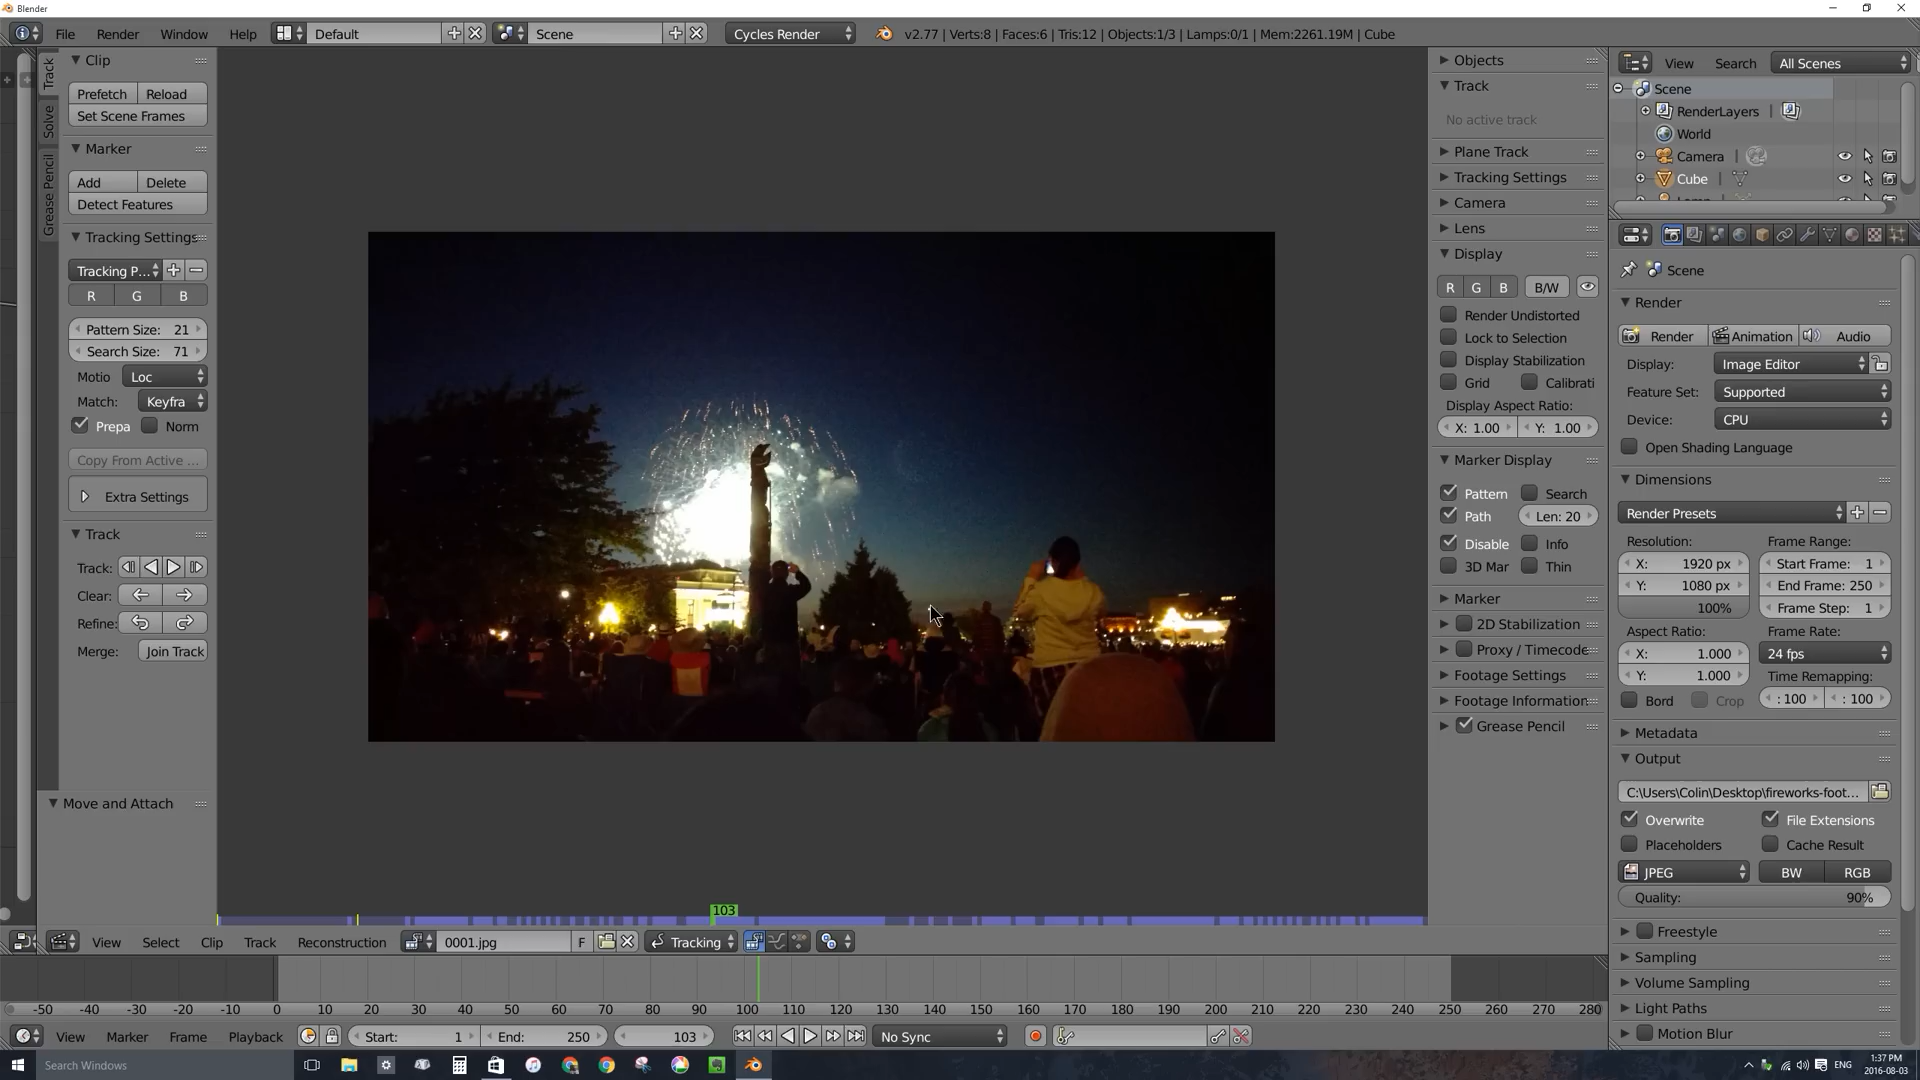 Blender
File Render Window Help Default Scene Cycles Render v2.77 | Verts:8 | Faces:6 | Tris:12 | Objects:1/3 | Lamps:0/1 | Mem:2261.19M | Cube
Track
Solve
Grease Pencil
Clip
Prefetch Reload
Set Scene Frames
Marker
Add Delete
Detect Features
Tracking Settings
Tracking P...
R G B
Pattern Size: 21
Search Size: 71
Motio Loc
Match: Keyfra
Prepa Norm
Copy From Active ...
Extra Settings
Track
Track:
Clear:
Refine:
Merge: Join Track
Move and Attach
Objects
Track
No active track
Plane Track
Tracking Settings
Camera
Lens
Display
R G B B/W
Render Undistorted
Lock to Selection
Display Stabilization
Grid Calibrati
Display Aspect Ratio:
X: 1.00 Y: 1.00
Marker Display
Pattern Search
Path Len: 20
Disable Info
3D Mar Thin
Marker
2D Stabilization
Proxy / Timecode
Footage Settings
Footage Information
Grease Pencil
View Search All Scenes
Scene
RenderLayers |
World
Camera |
Cube |
Scene
Render
Render Animation Audio
Display: Image Editor
Feature Set: Supported
Device: CPU
Open Shading Language
Dimensions
Render Presets
Resolution: Frame Range:
X: 1920 px Start Frame: 1
Y: 1080 px End Frame: 250
100% Frame Step: 1
Aspect Ratio: Frame Rate:
X: 1.000 24 fps
Y: 1.000 Time Remapping:
Bord Crop : 100 : 100
Metadata
Output
C:\Users\Colin\Desktop\fireworks-foot...
Overwrite File Extensions
Placeholders Cache Result
JPEG BW RGB
Quality: 90%
Freestyle
Sampling
Volume Sampling
Light Paths
Motion Blur
103
View Select Clip Track Reconstruction 0001.jpg F Tracking
-50 -40 -30 -20 -10 0 10 20 30 40 50 60 70 80 90 100 110 120 130 140 150 160 170 180 190 200 210 220 230 240 250 260 270 280
View Marker Frame Playback Start: 1 End: 250 103 No Sync
Search Windows ENG 1:37 PM
2016-08-03